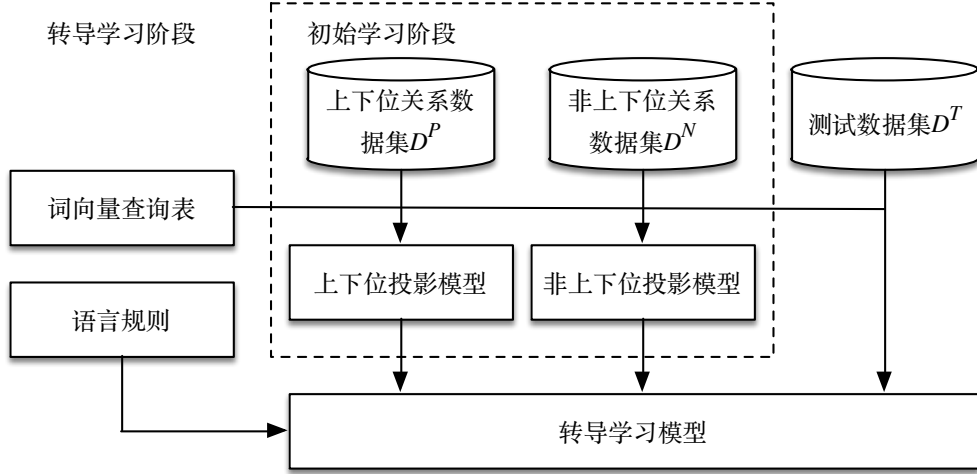 转导学习阶段
初始学习阶段
上下位关系数
据集D^P
非上下位关系
数据集D^N
测试数据集D^T
词向量查询表
上下位投影模型
非上下位投影模型
语言规则
转导学习模型